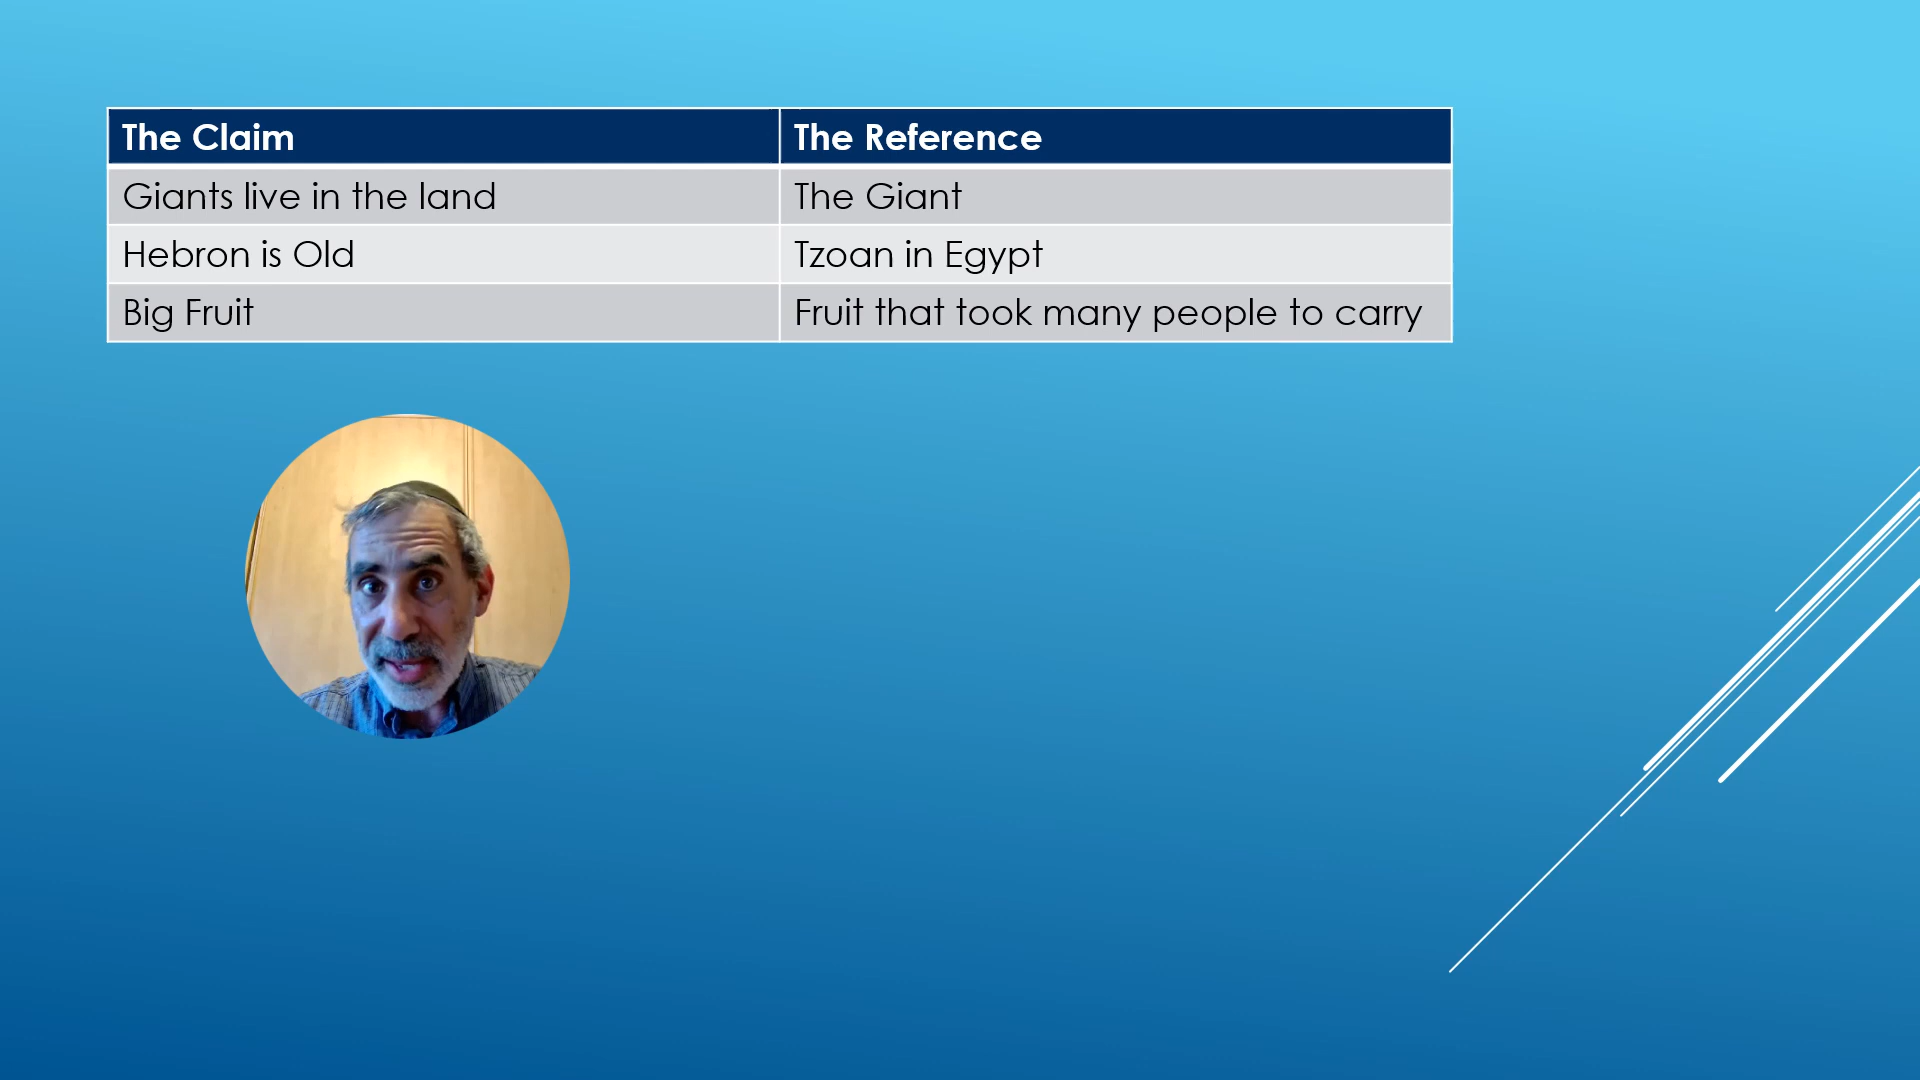 The Claim The Reference
Giants live in the land The Giant
Hebron is Old Tzoan in Egypt
Big Fruit Fruit that took many people to carry